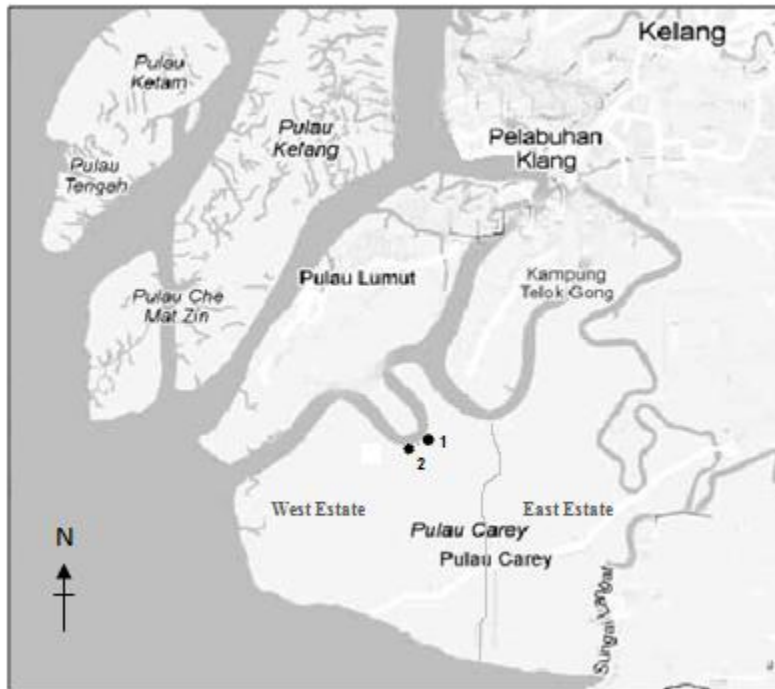 Kelang
Pulau
Ketam
Pulau
Kelang
Pelabuhan
Klang
Pulau
Tengah
Pulau Lumut
Kampung
Telok Gong
Pulau Che
Mat Zin
1
2
West Estate
East Estate
Pulau Carey
Pulau Carey
N
Sungai Langat